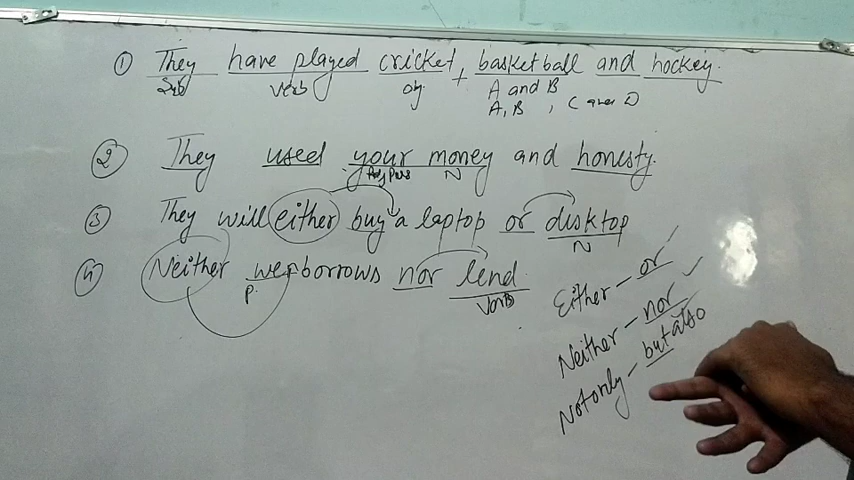 ① They have played cricket + basketball and hockey.
Sub Verb obj A and B
A, B, C and D
② They used your money and honesty.
N
③ They will either buy a laptop or disktop
N
④ Neither we borrows nor lend
P. Verb
Either – or
Neither – nor
Not only – but also